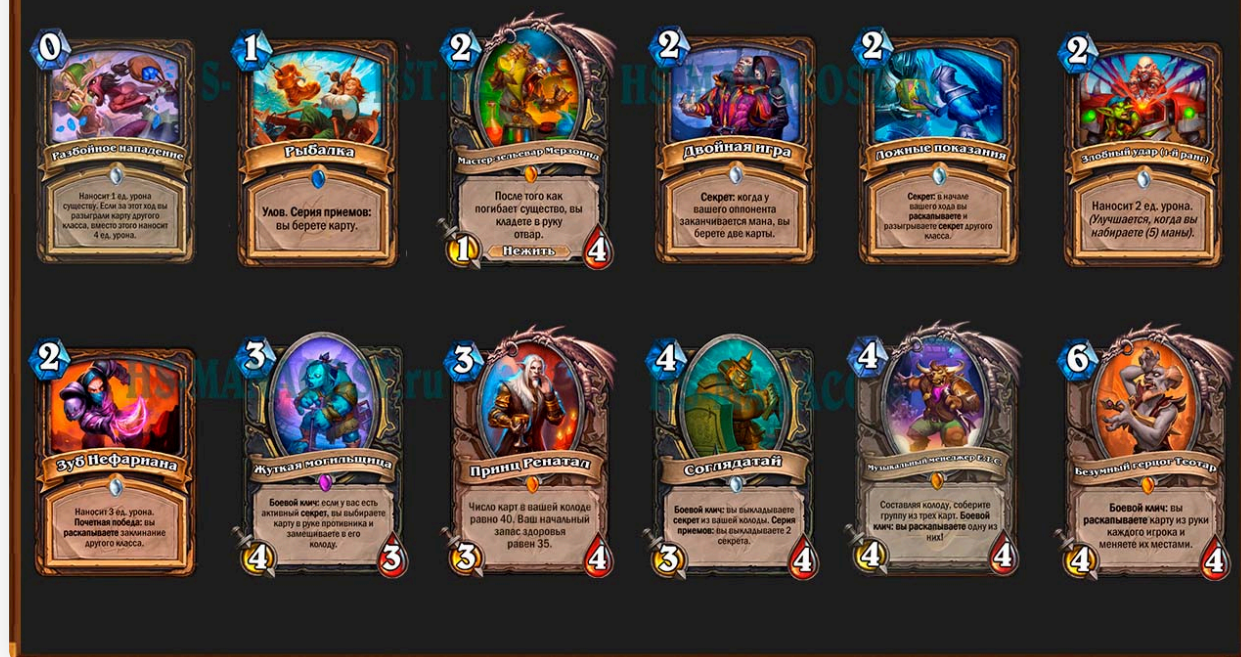 0
Разбойное нападение
Наносит 1 ед. урона
существу. Если за этот ход вы
разыграли карту другого
класса, вместо этого наносит
4 ед. урона.
1
Рыбалка
Улов. Серия приемов:
вы берете карту.
2
Мастер-зельевар Мерзоцид
После того как
погибает существо, вы
кладете в руку
отвар.
1
Нежить
4
2
Двойная игра
Секрет: когда у
вашего оппонента
заканчивается мана, вы
берете две карты.
2
Ложные показания
Секрет: в начале
вашего хода вы
раскапываете и
разыгрываете секрет другого
класса.
2
Злобный удар (1-й ранг)
Наносит 2 ед. урона.
(Улучшается, когда вы
набираете (5) маны).
2
Зуб Нефариана
Наносит 3 ед. урона.
Почетная победа: вы
раскапываете заклинание
другого класса.
3
Жуткая могильщица
Боевой клич: если у вас есть
активный секрет, вы выбираете
карту в руке противника и
замешиваете в его
колоду.
4
3
3
Принц Ренатал
Число карт в вашей колоде
равно 40. Ваш начальный
запас здоровья
равен 35.
3
4
4
Соглядатай
Боевой клич: вы выкладываете
секрет из вашей колоды. Серия
приемов: вы выкладываете 2
секрета.
3
4
4
Музыкальный менеджер Е.Т.С.
Составляя колоду, соберите
группу из трех карт. Боевой
клич: вы раскапываете одну из
них!
4
4
6
Безумный герцог Теотар
Боевой клич: вы
раскапываете карту из руки
каждого игрока и
меняете их местами.
4
4